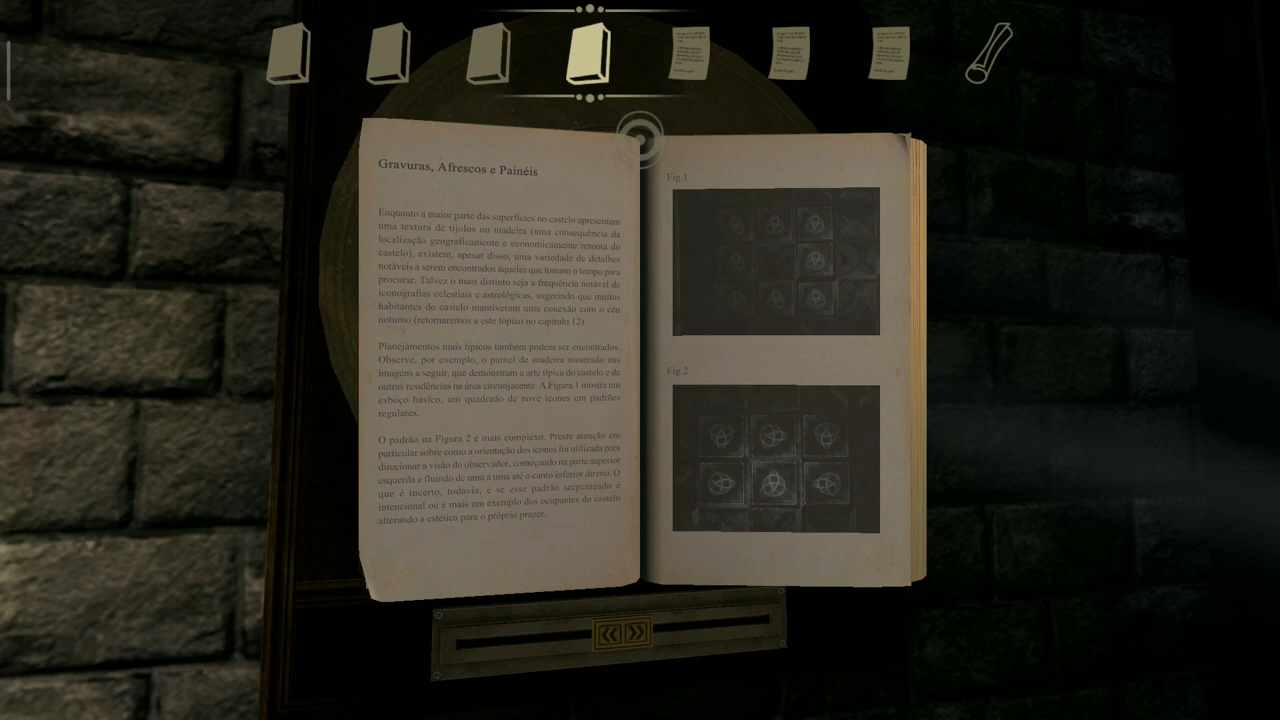 Gravuras, Afrescos e Painéis
Enquanto a maior parte das superfícies no castelo apresentam
uma textura de tijolos ou madeira (uma consequência da
localização geograficamente e economicamente remota do
castelo), existem, apesar disso, uma variedade de detalhes
notáveis a serem encontrados àqueles que tomam o tempo para
procurar. Talvez o mais distinto seja a frequência notável de
iconografias eclestiais e astrológicas, sugerindo que muitos
habitantes do castelo mantiveram uma conexão com o céu
noturno (retornaremos a este tópico no capítulo 12).
Planejamentos mais típicos também podem ser encontrados.
Observe, por exemplo, o painel de madeira mostrado nas
imagens a seguir, que demonstram a arte típica do castelo e de
outras residências na área circunjacente. A Figura 1 mostra um
esboço básico, um quadrado de nove ícones em padrões
regulares.
O padrão na Figura 2 é mais complexo. Preste atenção em
particular sobre como a orientação dos ícones foi utilizada para
direcionar a visão do observador, começando na parte superior
esquerda e fluindo de uma a uma até o canto inferior direito. O
que é incerto, todavia, é se esse padrão serpenteado é
intencional ou é mais um exemplo dos ocupantes do castelo
alterando a estética para o próprio prazer.
Fig.1
Fig.2